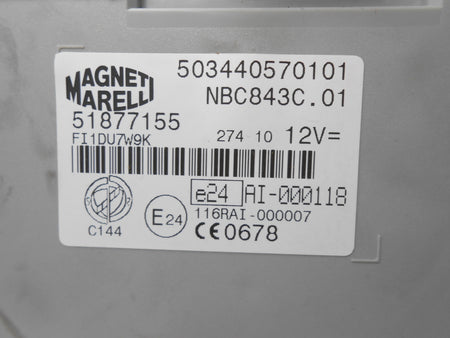 MAGNETI
MARELLI
503440570101
NBC843C.01
51877155
FI1DU7W9K
274 10 12V=
e24 AI-000118
116RAI-000007
E24
C144
CE0678